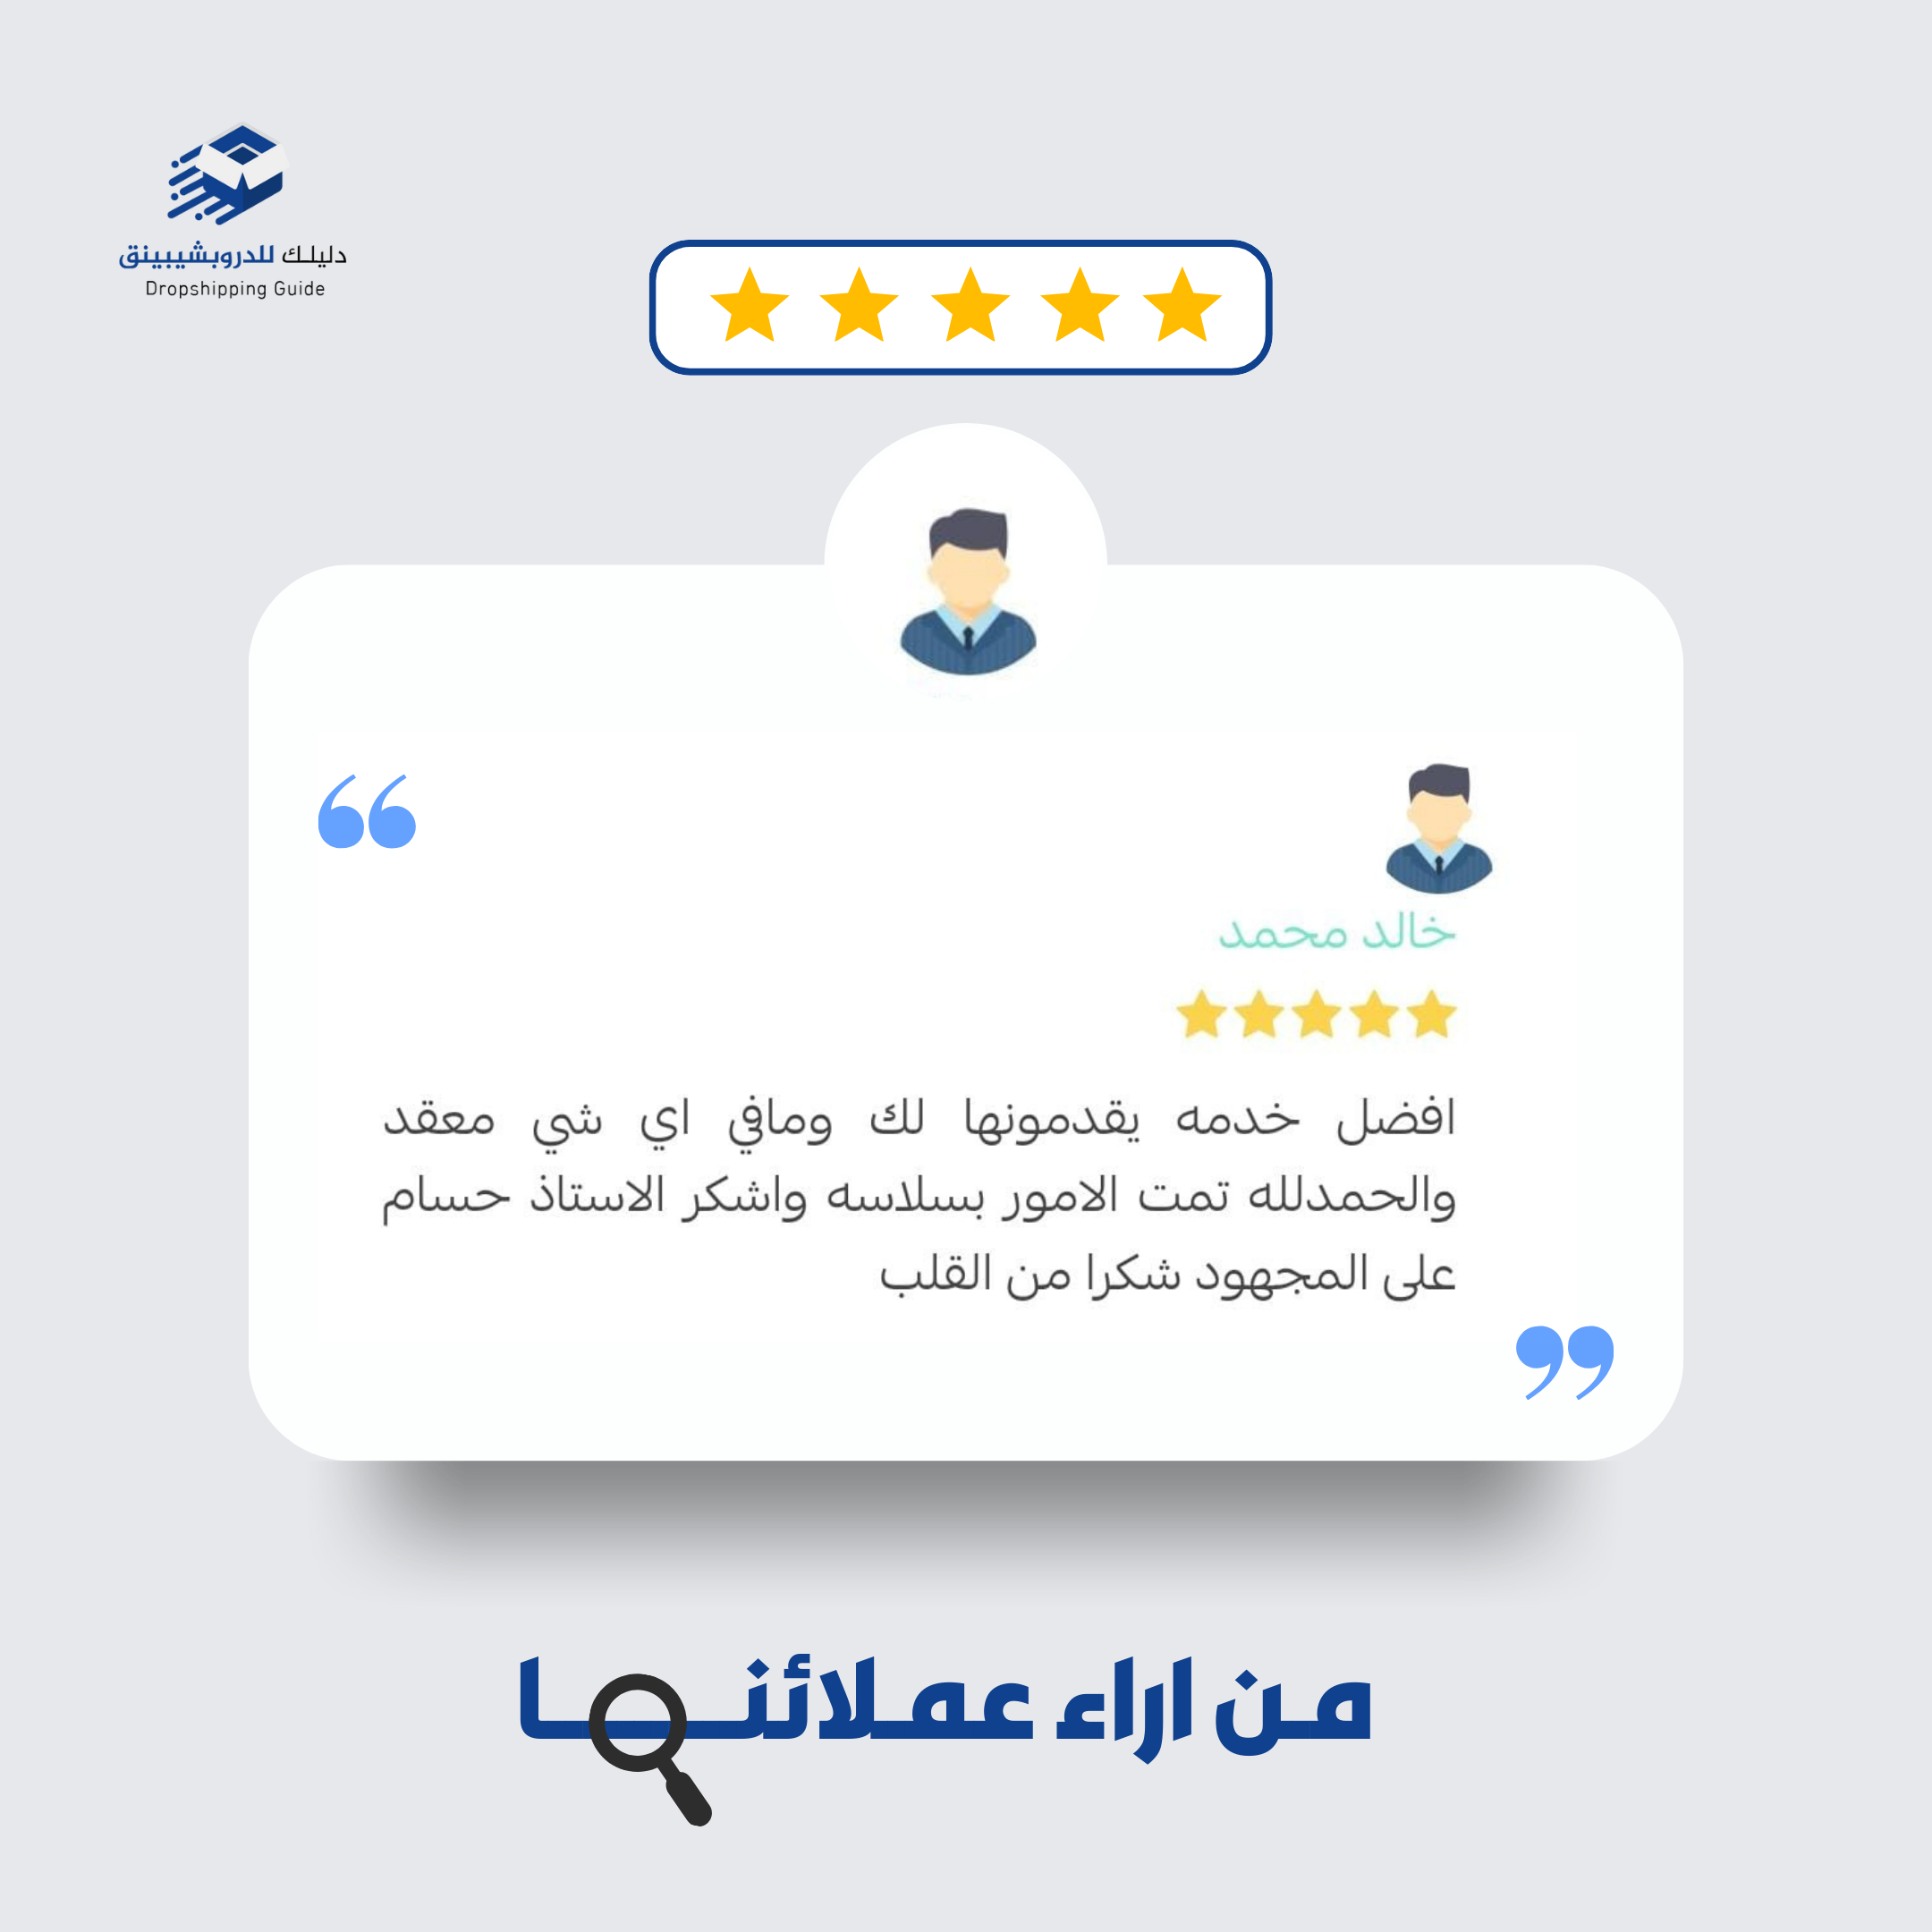 دليلك للدروبشيبينق
Dropshipping Guide
خالد محمد
افضل خدمه يقدمونها لك ومافي اي شي معقد
والحمدلله تمت الامور بسلاسه واشكر الاستاذ حسام
على المجهود شكرا من القلب
من اراء عملائنا